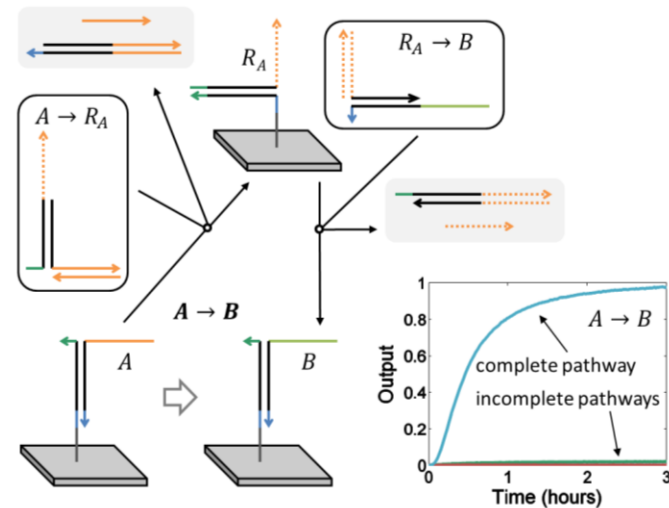 R_A
R_A → B
A → R_A
A → B
A
B
1
0.8
0.6
0.4
0.2
0
Output
A → B
complete pathway
incomplete pathways
0
1
2
3
Time (hours)